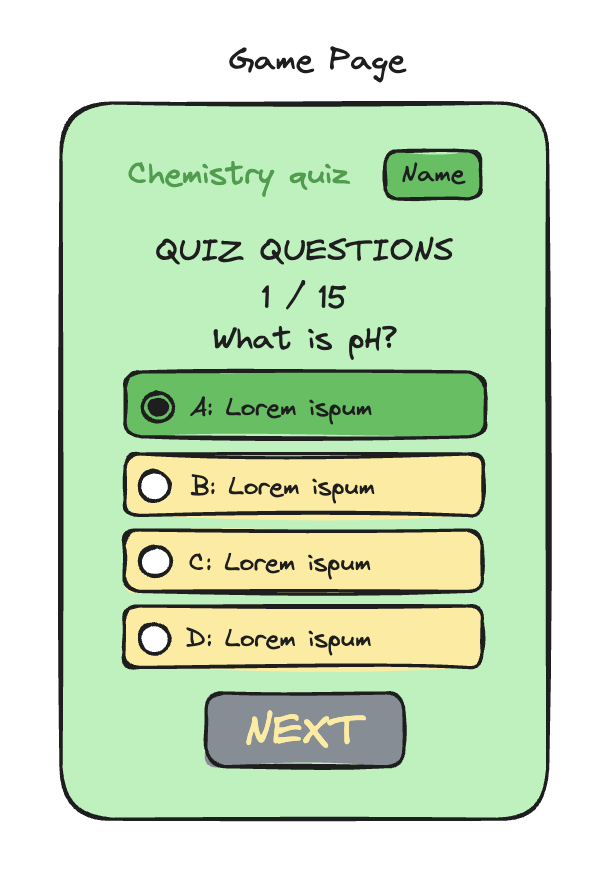 Game Page
Chemistry quiz
Name
QUIZ QUESTIONS
1 / 15
What is pH?
A: Lorem ispum
B: Lorem ispum
C: Lorem ispum
D: Lorem ispum
NEXT